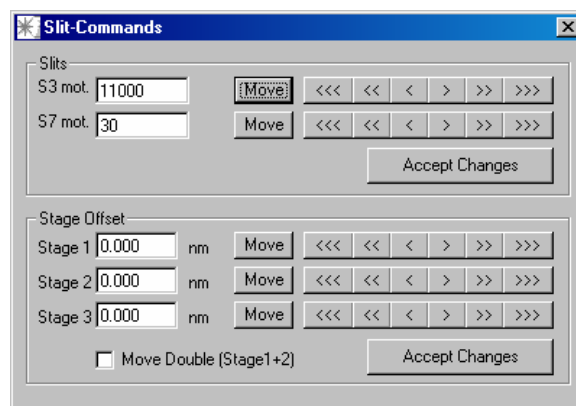 Slit-Commands
Slits
S3 mot. 11000 Move <<< << < > >> >>>
S7 mot. 30 Move <<< << < > >> >>>
Accept Changes
Stage Offset
Stage 1 0.000 nm Move <<< << < > >> >>>
Stage 2 0.000 nm Move <<< << < > >> >>>
Stage 3 0.000 nm Move <<< << < > >> >>>
Move Double (Stage1+2) Accept Changes